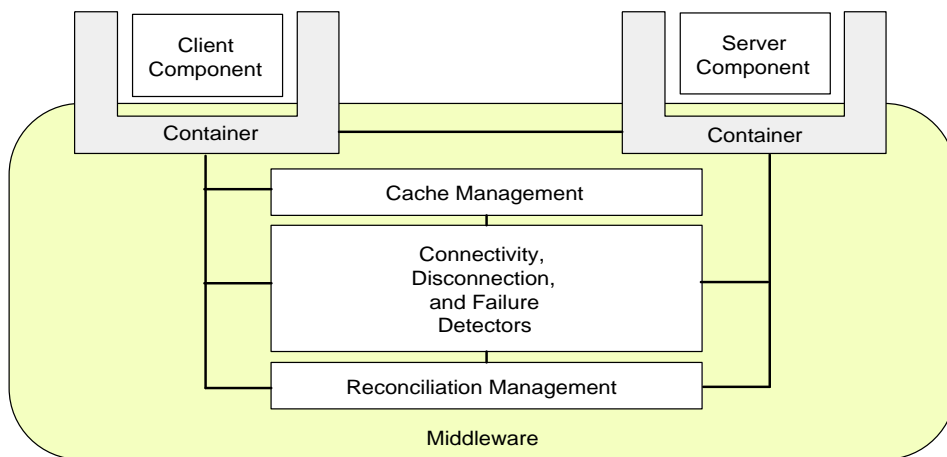 Client
Component
Server
Component
Container
Container
Cache Management
Connectivity,
Disconnection,
and Failure
Detectors
Reconciliation Management
Middleware